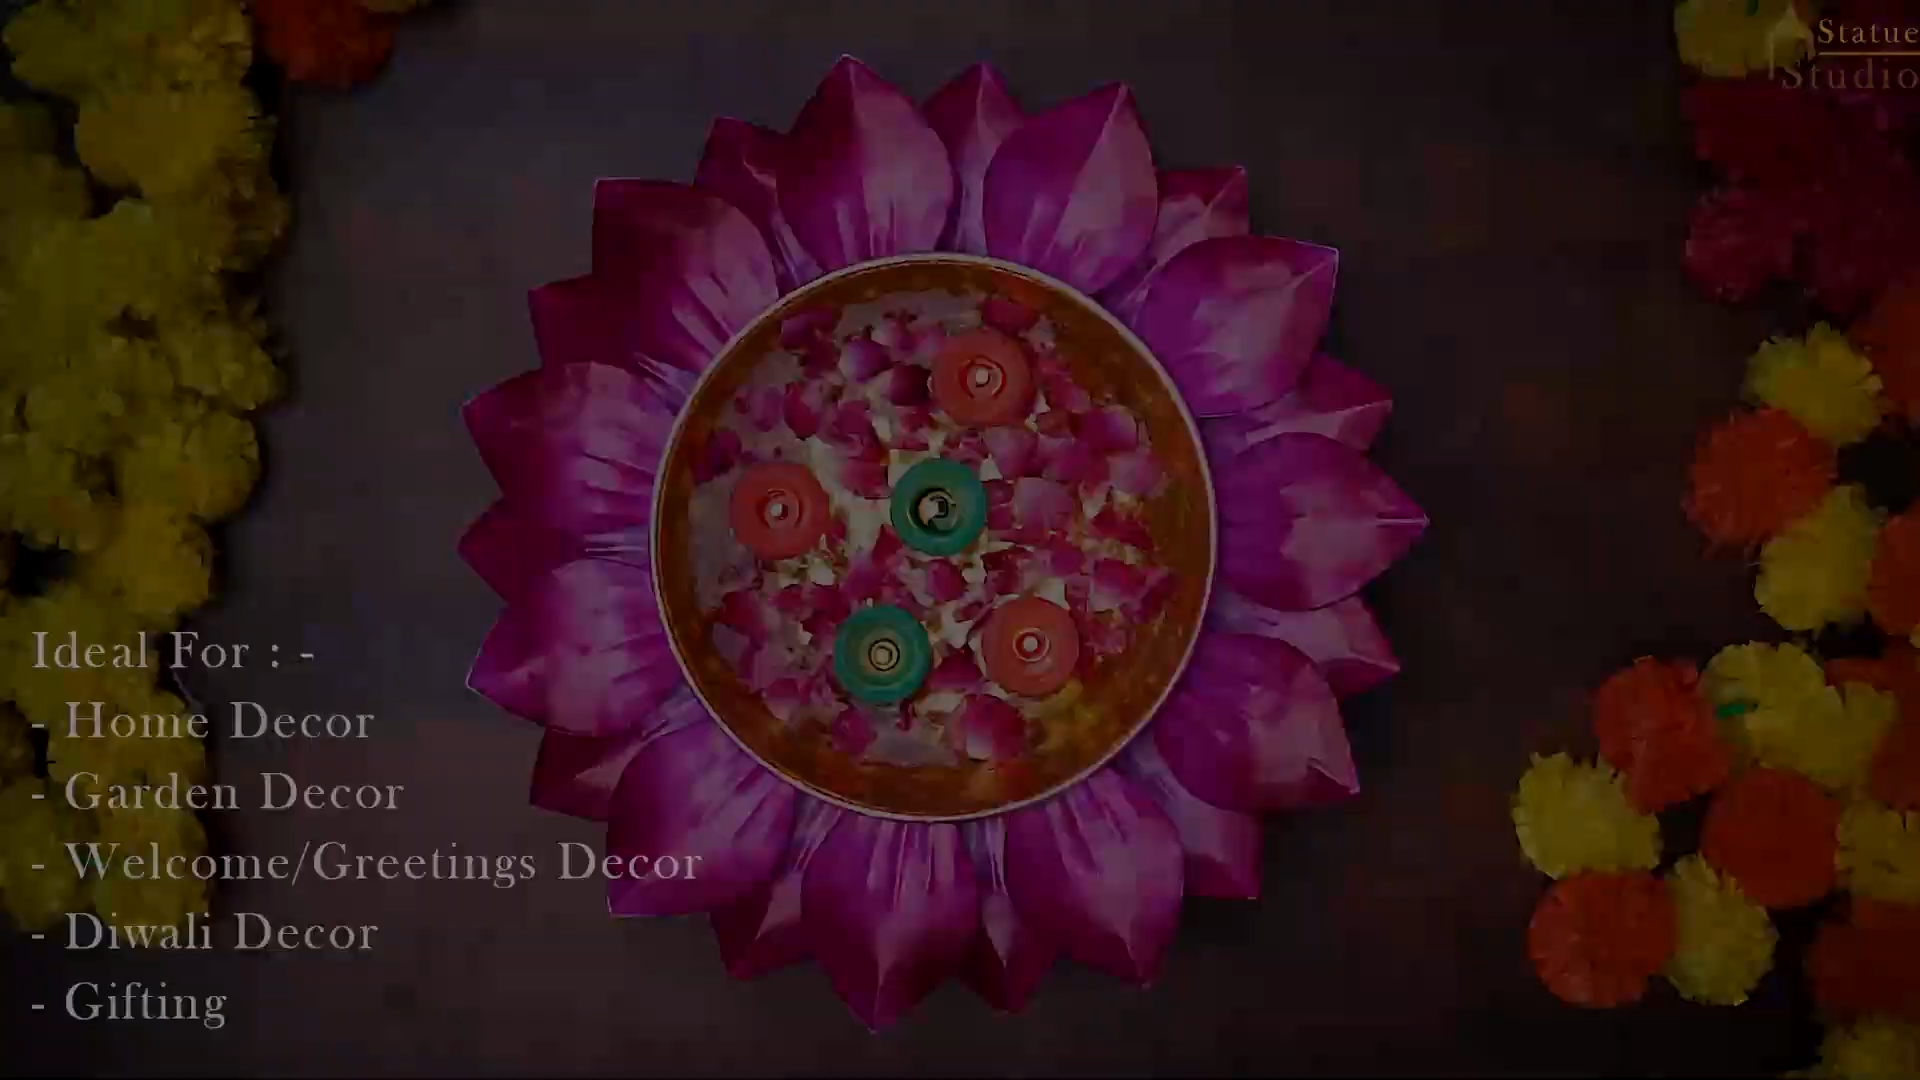 Statue
Studio
Ideal For : -
- Home Decor
- Garden Decor
- Welcome/Greetings Decor
- Diwali Decor
- Gifting